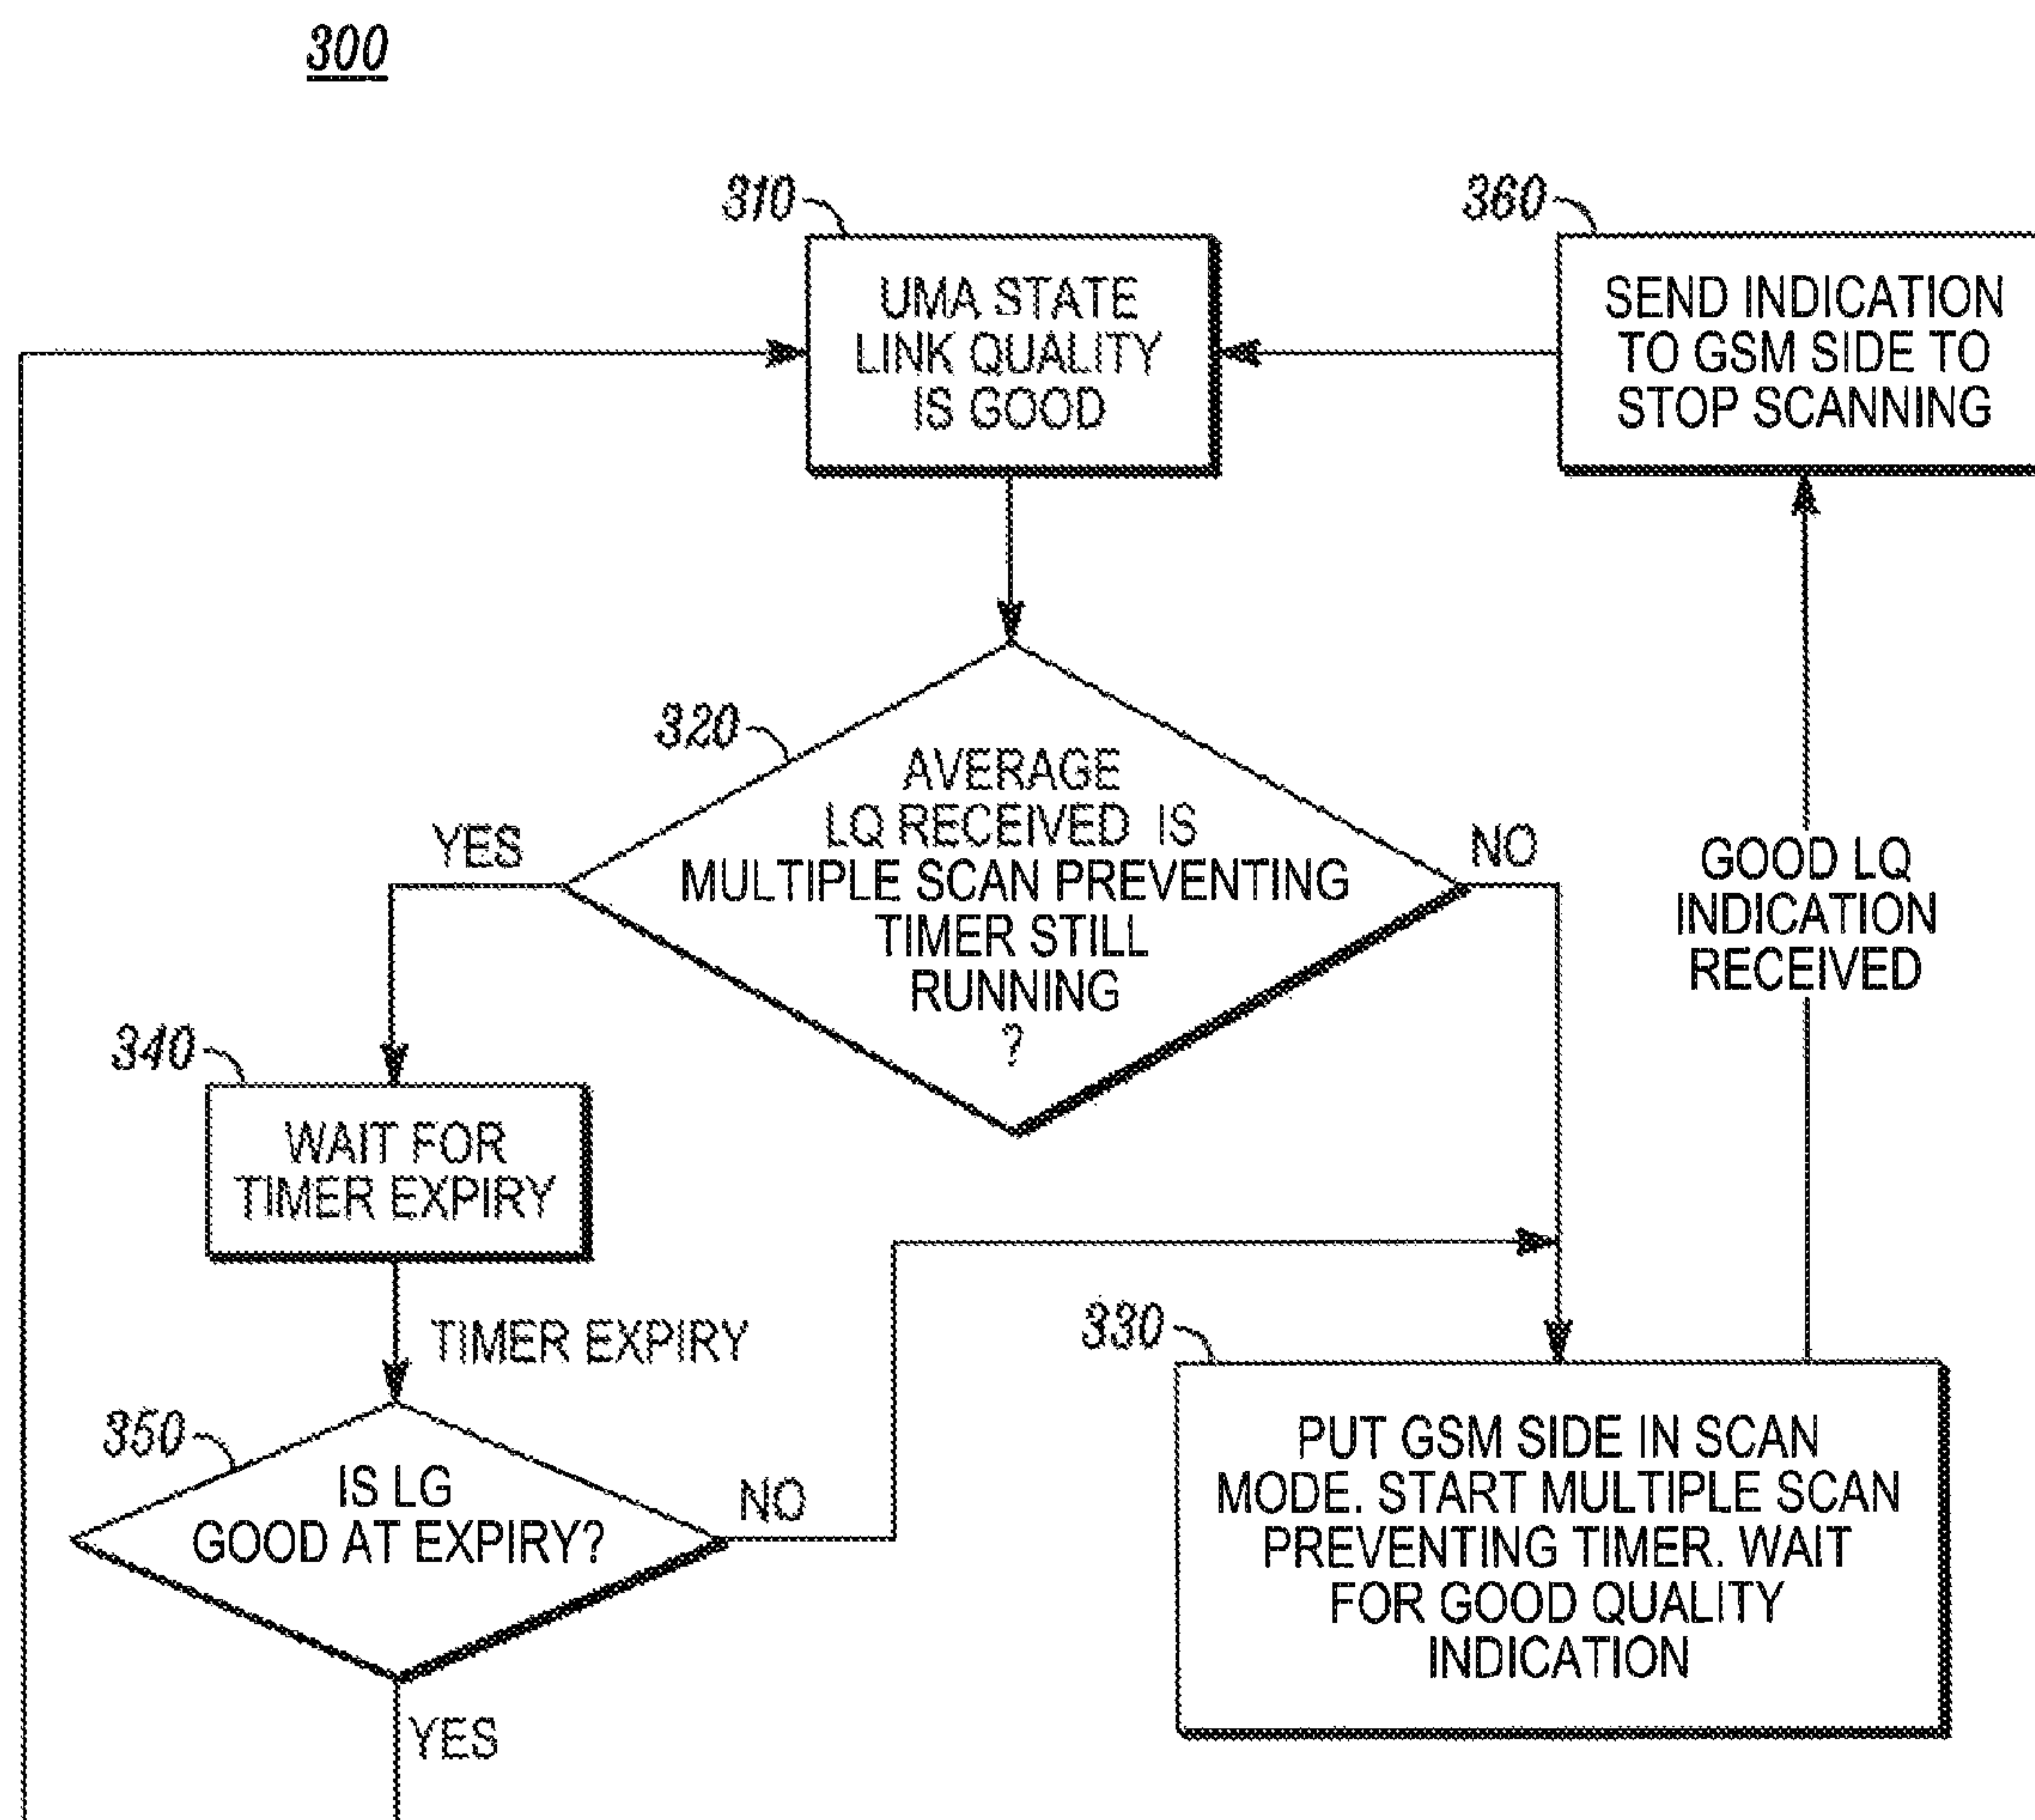 300
310
UMA STATE
LINK QUALITY
IS GOOD
360
SEND INDICATION
TO GSM SIDE TO
STOP SCANNING
320
AVERAGE
LQ RECEIVED IS
MULTIPLE SCAN PREVENTING
TIMER STILL
RUNNING
?
YES
NO
GOOD LQ
INDICATION
RECEIVED
340
WAIT FOR
TIMER EXPIRY
TIMER EXPIRY
330
PUT GSM SIDE IN SCAN
MODE. START MULTIPLE SCAN
PREVENTING TIMER. WAIT
FOR GOOD QUALITY
INDICATION
350
IS LG
GOOD AT EXPIRY?
NO
YES